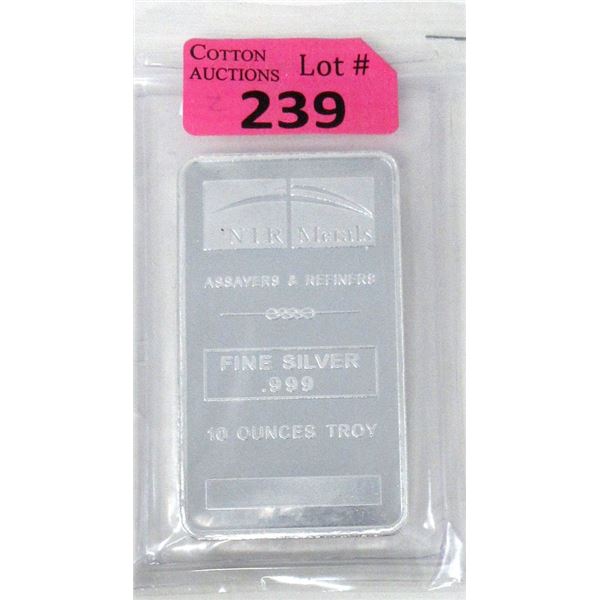 COTTON
AUCTIONS
Lot #
239
NTR Metals
ASSAYERS & REFINERS
FINE SILVER
.999
10 OUNCES TROY